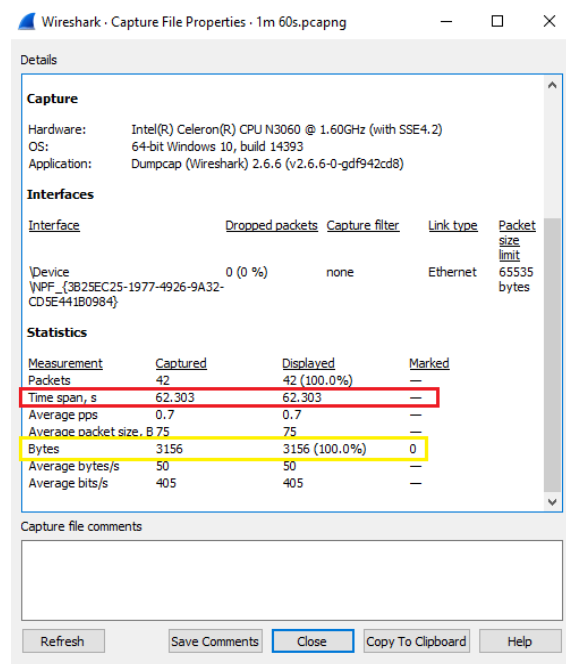 Wireshark · Capture File Properties · 1m 60s.pcapng
Details
Capture
Hardware: Intel(R) Celeron(R) CPU N3060 @ 1.60GHz (with SSE4.2)
OS: 64-bit Windows 10, build 14393
Application: Dumpcap (Wireshark) 2.6.6 (v2.6.6-0-gdf942cd8)
Interfaces
Interface Dropped packets Capture filter Link type Packet
size
limit
\Device 0 (0 %) none Ethernet 65535
\NPF_{3B25EC25-1977-4926-9A32- bytes
CD5E441B0984}
Statistics
Measurement Captured Displayed Marked
Packets 42 42 (100.0%) —
Time span, s 62.303 62.303 —
Average pps 0.7 0.7 —
Average packet size, B 75 75 —
Bytes 3156 3156 (100.0%) 0
Average bytes/s 50 50 —
Average bits/s 405 405 —
Capture file comments
Refresh Save Comments Close Copy To Clipboard Help